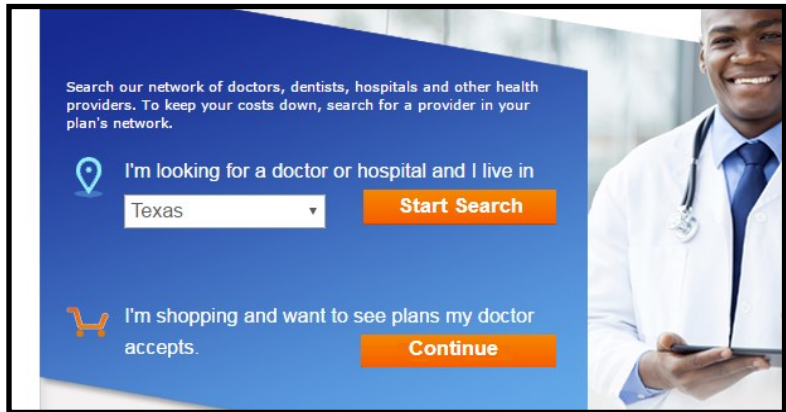 Search our network of doctors, dentists, hospitals and other health
providers. To keep your costs down, search for a provider in your
plan's network.
I'm looking for a doctor or hospital and I live in
Texas
Start Search
I'm shopping and want to see plans my doctor
accepts.
Continue